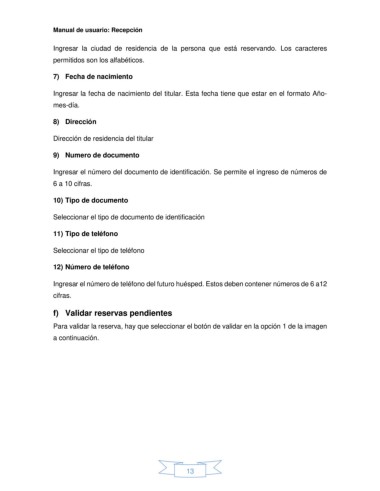 Manual de usuario: Recepción
Ingresar la ciudad de residencia de la persona que está reservando. Los caracteres
permitidos son los alfabéticos.
7) Fecha de nacimiento
Ingresar la fecha de nacimiento del titular. Esta fecha tiene que estar en el formato Año-
mes-día.
8) Dirección
Dirección de residencia del titular
9) Numero de documento
Ingresar el número del documento de identificación. Se permite el ingreso de números de
6 a 10 cifras.
10) Tipo de documento
Seleccionar el tipo de documento de identificación
11) Tipo de teléfono
Seleccionar el tipo de teléfono
12) Número de teléfono
Ingresar el número de teléfono del futuro huésped. Estos deben contener números de 6 a12
cifras.
f) Validar reservas pendientes
Para validar la reserva, hay que seleccionar el botón de validar en la opción 1 de la imagen
a continuación.
13